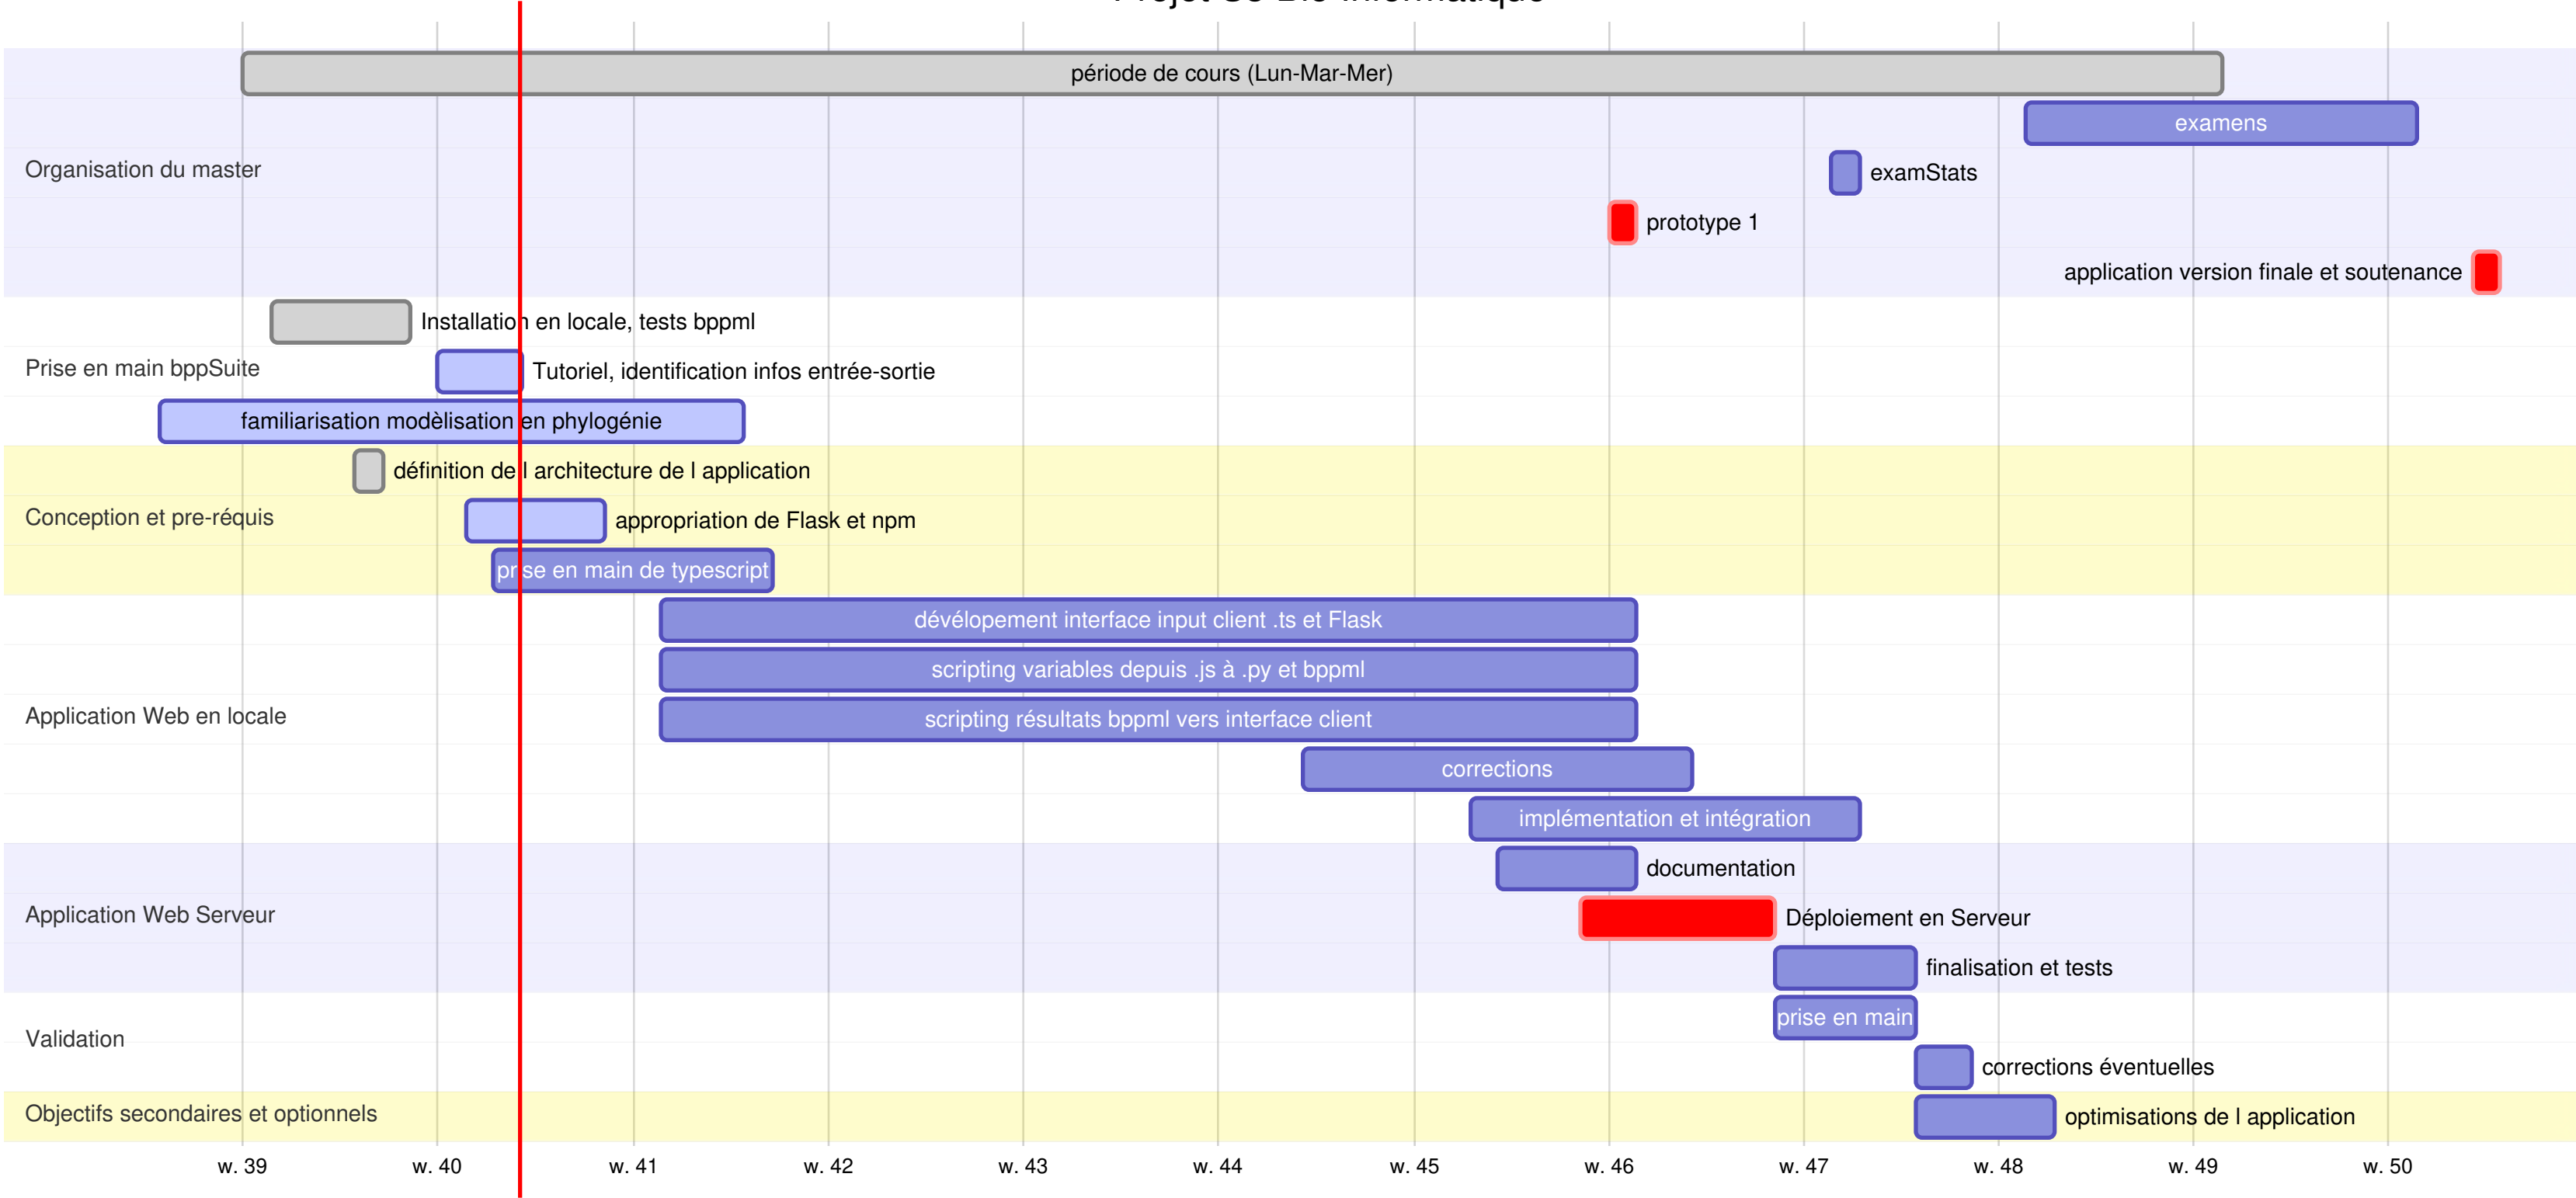 Projet S3 Bio-Informatique
période de cours (Lun-Mar-Mer)
examens
Organisation du master
examStats
prototype 1
application version finale et soutenance
Installation en locale, tests bppml
Prise en main bppSuite
Tutoriel, identification infos entrée-sortie
familiarisation modèlisation en phylogénie
définition de l architecture de l application
Conception et pre-réquis
appropriation de Flask et npm
prise en main de typescript
dévélopement interface input client .ts et Flask
scripting variables depuis .js à .py et bppml
Application Web en locale
scripting résultats bppml vers interface client
corrections
implémentation et intégration
documentation
Application Web Serveur
Déploiement en Serveur
finalisation et tests
prise en main
Validation
corrections éventuelles
Objectifs secondaires et optionnels
optimisations de l application
w. 39 w. 40 w. 41 w. 42 w. 43 w. 44 w. 45 w. 46 w. 47 w. 48 w. 49 w. 50